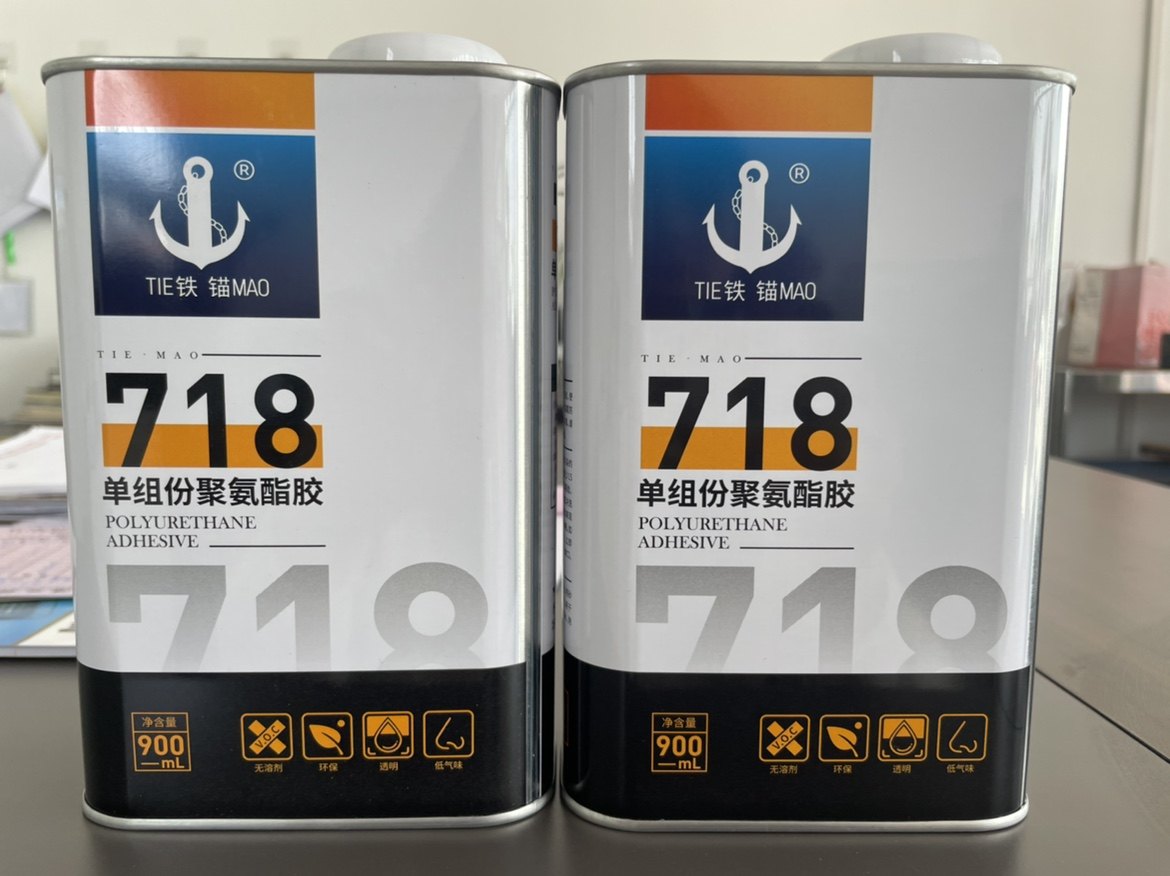 ®
TIE铁 锚MAO
TIE · MAO
718
单组份聚氨酯胶
POLYURETHANE
ADHESIVE
718
净含量
900
mL
V.O.C
无溶剂
环保
透明
低气味
®
TIE铁 锚MAO
TIE · MAO
718
单组份聚氨酯胶
POLYURETHANE
ADHESIVE
718
净含量
900
mL
V.O.C
无溶剂
环保
透明
低气味